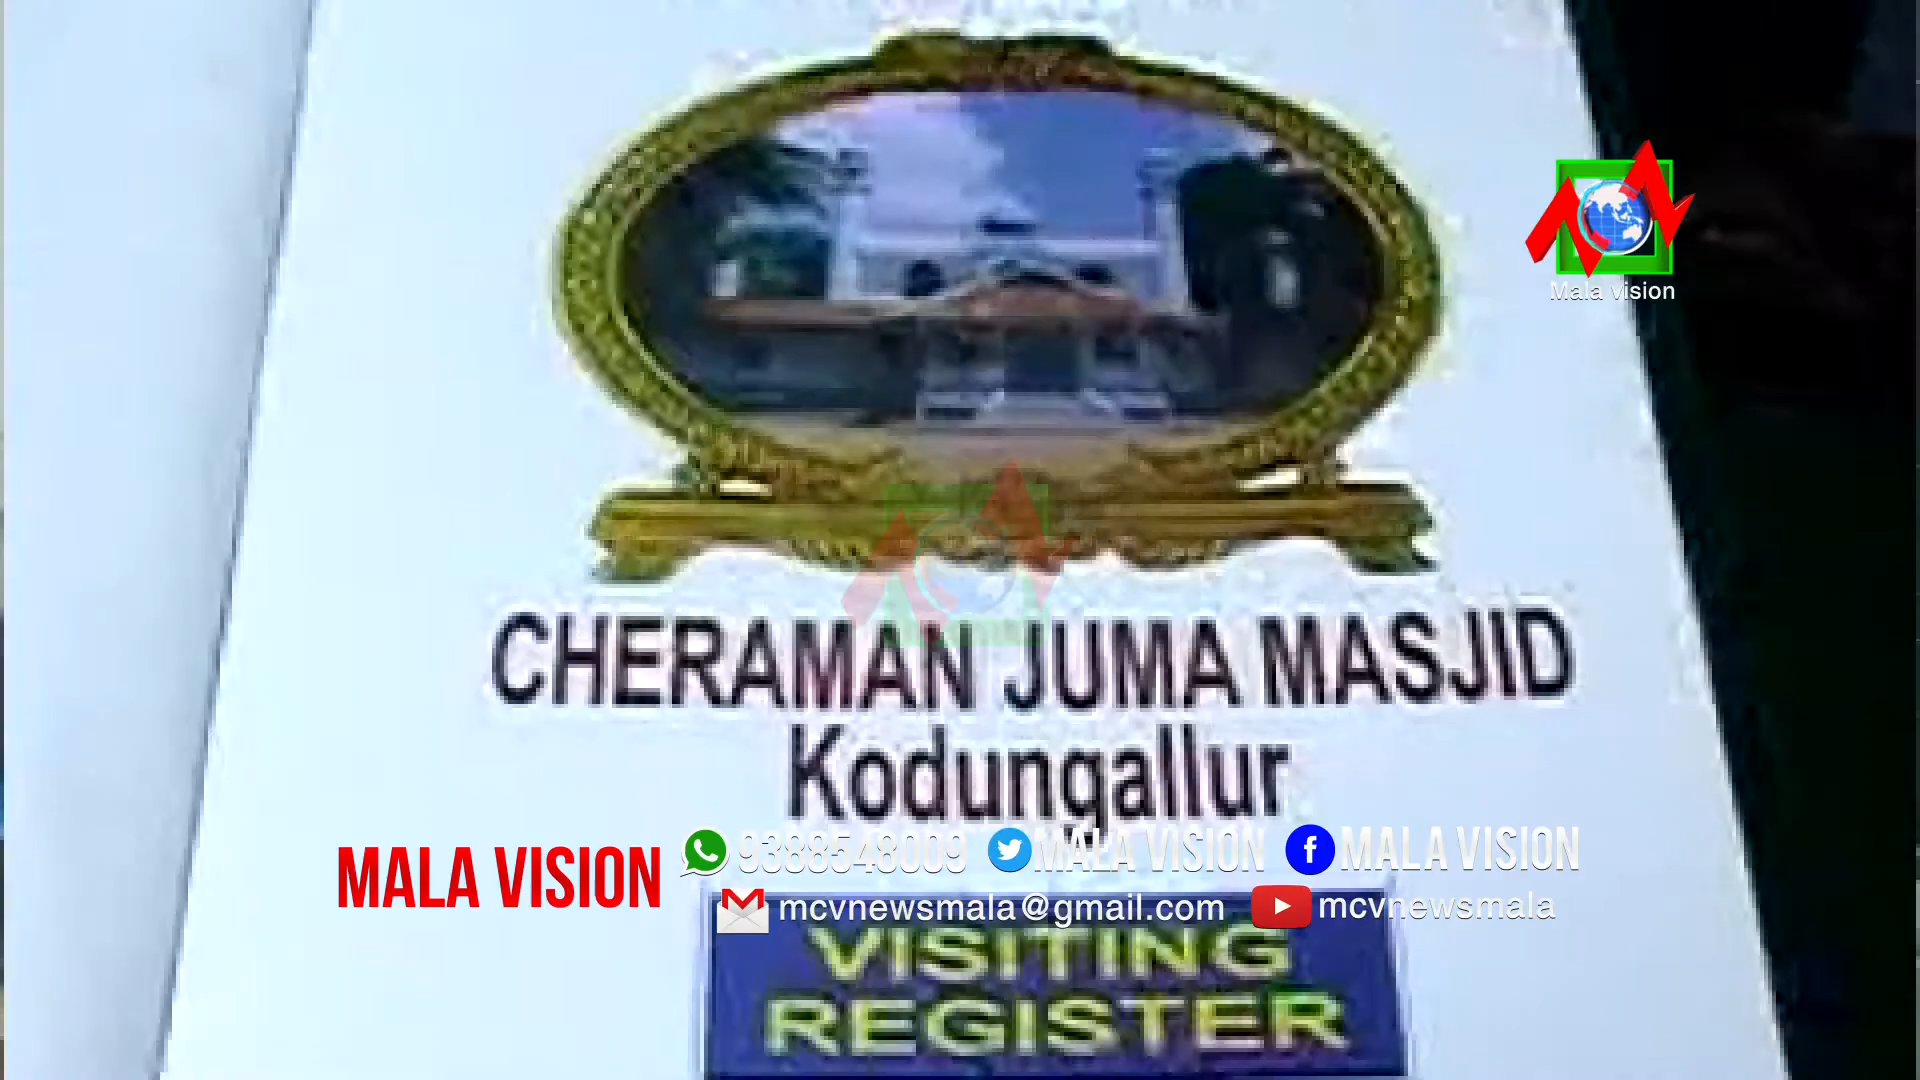 Mala vision
CHERAMAN JUMA MASJID
Kodungallur
MALA VISION
9388548009 MALA VISION MALA VISION
mcvnewsmala@gmail.com mcvnewsmala
VISITING
REGISTER